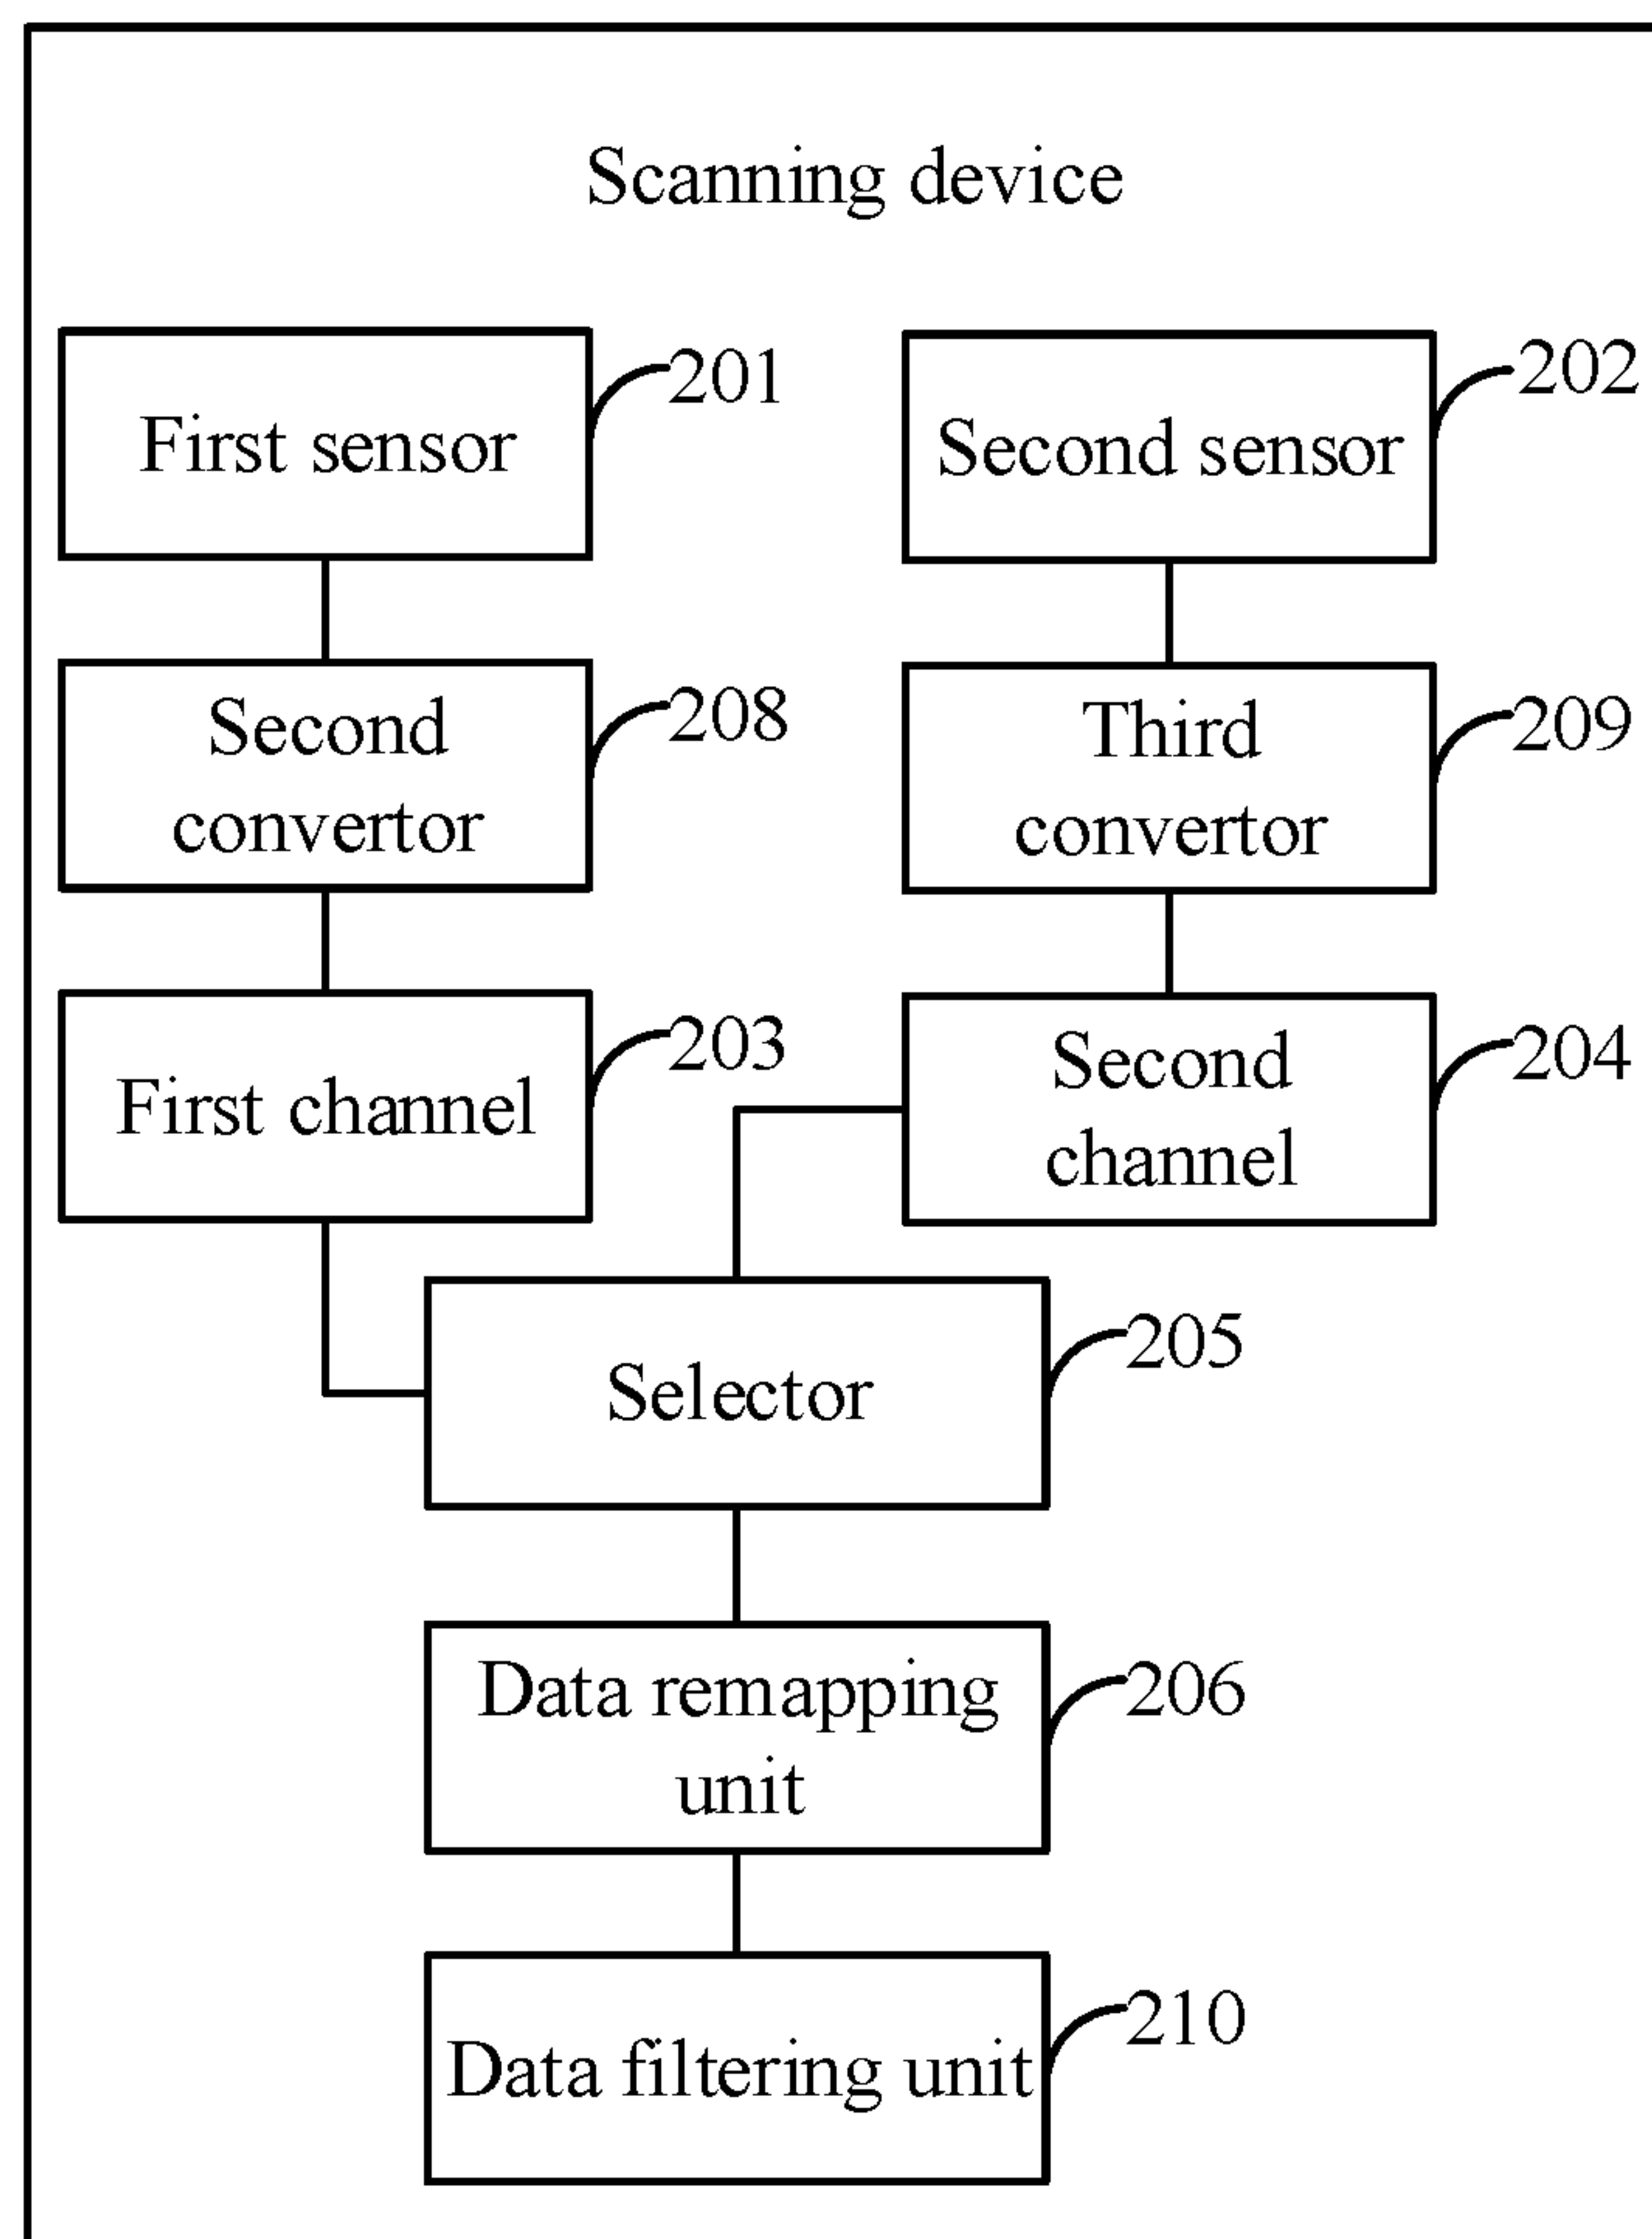 Scanning device
201
First sensor
202
Second sensor
208
Second
convertor
209
Third
convertor
203
First channel
204
Second
channel
205
Selector
206
Data remapping
unit
210
Data filtering unit